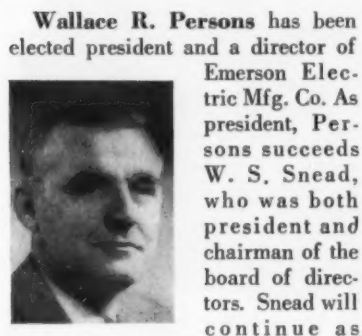 Wallace R. Persons has been
elected president and a director of
Emerson Elec-
tric Mfg. Co. As
president, Per-
sons succeeds
W. S. Snead,
who was both
president and
chairman of the
board of direc-
tors. Snead will
continue as